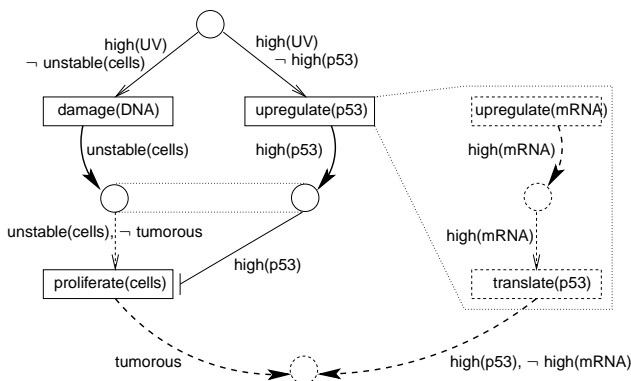 high(UV)
¬ unstable(cells)
high(UV)
¬ high(p53)
damage(DNA)
upregulate(p53)
upregulate(mRNA)
unstable(cells)
high(p53)
high(mRNA)
unstable(cells), ¬ tumorous
high(mRNA)
high(p53)
proliferate(cells)
translate(p53)
tumorous
high(p53), ¬ high(mRNA)